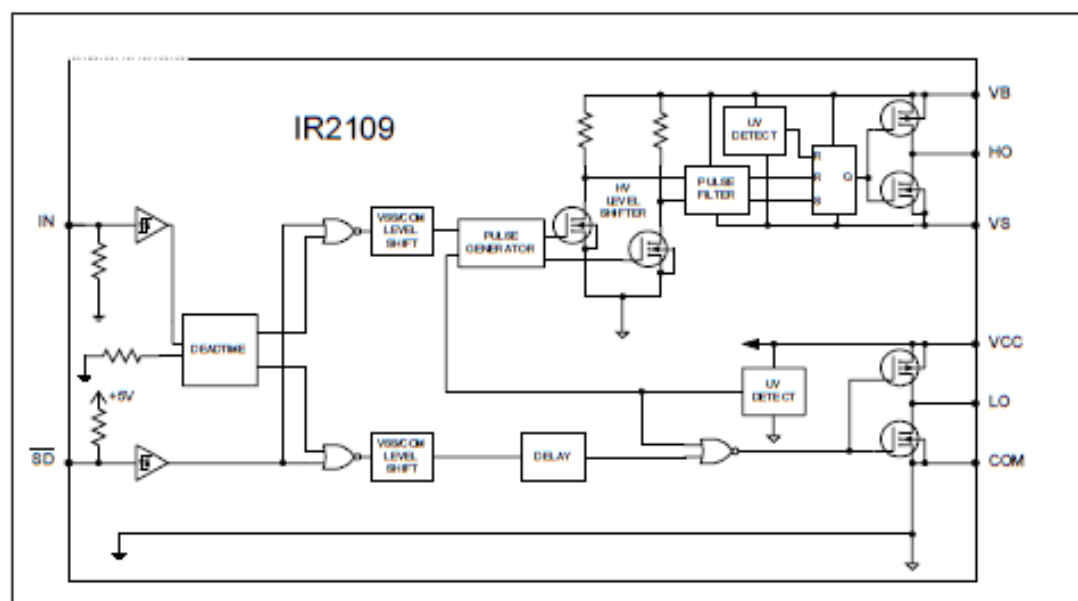 IR2109
VB
UV
DETECT
HO
R
R
Q
S
PULSE
FILTER
HV
LEVEL
SHIFTER
IN
VSS/COM
LEVEL
SHIFT
PULSE
GENERATOR
VS
DEADTIME
+5V
VCC
UV
DETECT
LO
SD
VSS/COM
LEVEL
SHIFT
DELAY
COM